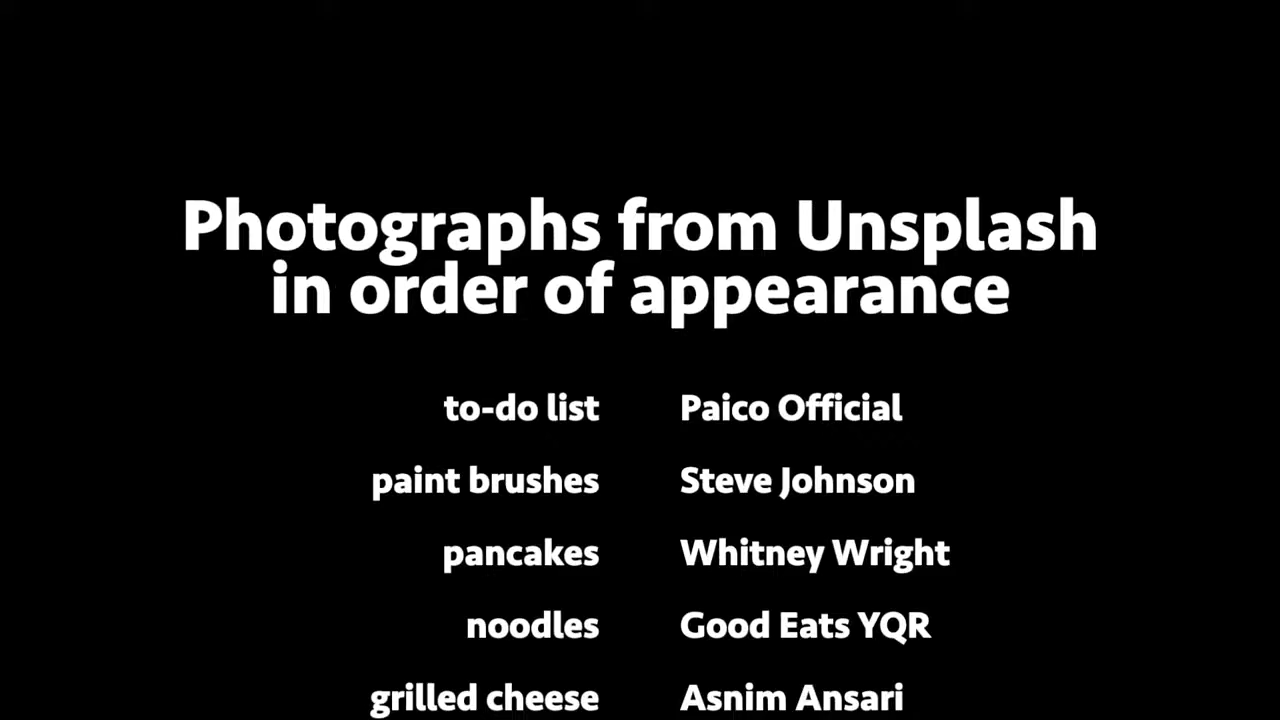 Photographs from Unsplash
in order of appearance
to-do list Paico Official
paint brushes Steve Johnson
pancakes Whitney Wright
noodles Good Eats YQR
grilled cheese Asnim Ansari